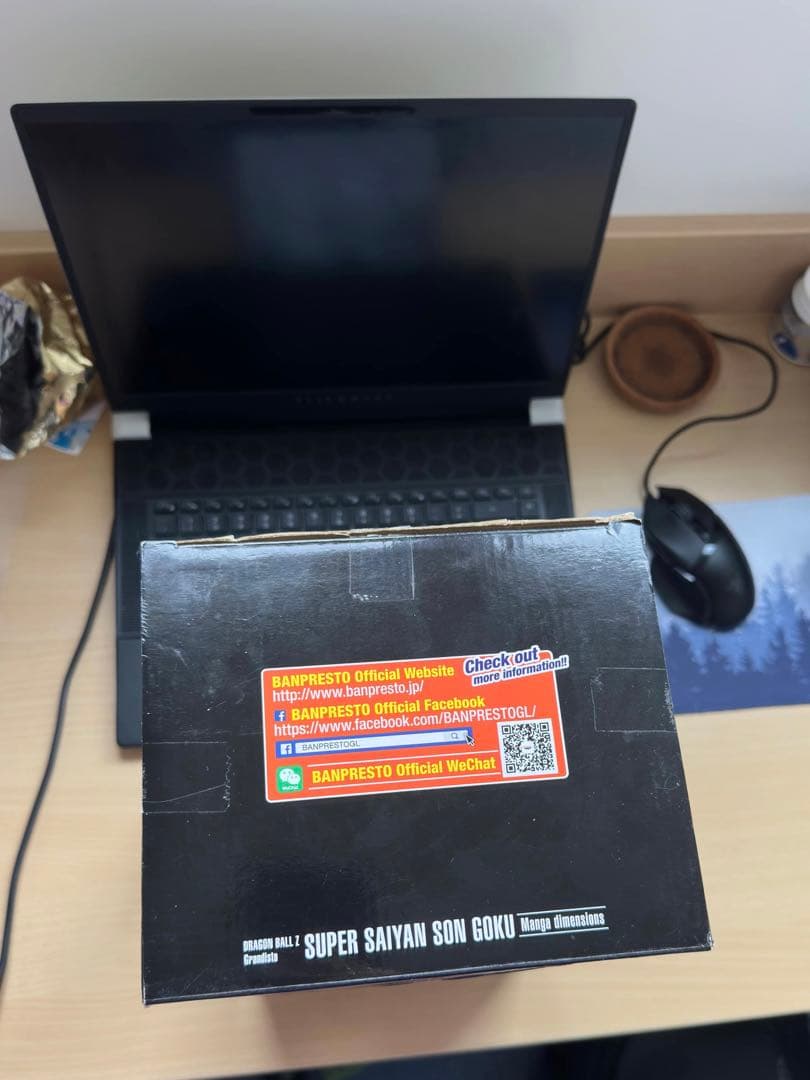 ALIENWARE
Check out
more information!!
BANPRESTO Official Website
http://www.banpresto.jp/
BANPRESTO Official Facebook
https://www.facebook.com/BANPRESTOGL/
BANPRESTOGL
WeChat
BANPRESTO Official WeChat
DRAGON BALL Z
Grandista
SUPER SAIYAN SON GOKU
Manga dimensions